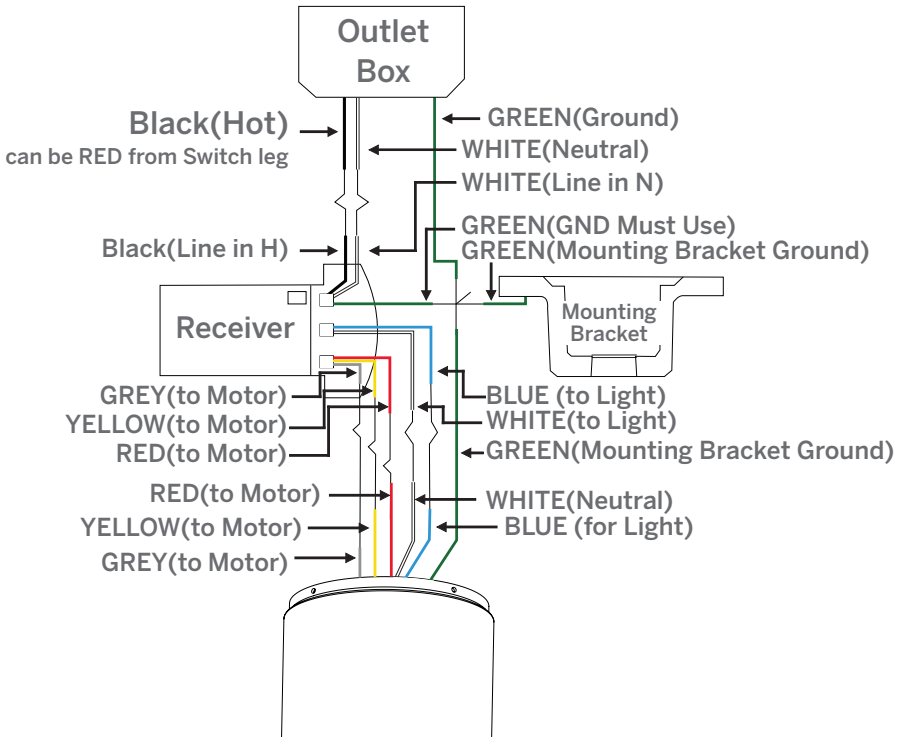 Outlet
Box
Black(Hot)
can be RED from Switch leg
GREEN(Ground)
WHITE(Neutral)
WHITE(Line in N)
GREEN(GND Must Use)
Black(Line in H)
GREEN(Mounting Bracket Ground)
Receiver
Mounting
Bracket
GREY(to Motor)
YELLOW(to Motor)
RED(to Motor)
BLUE (to Light)
WHITE(to Light)
GREEN(Mounting Bracket Ground)
RED(to Motor)
YELLOW(to Motor)
GREY(to Motor)
WHITE(Neutral)
BLUE (for Light)